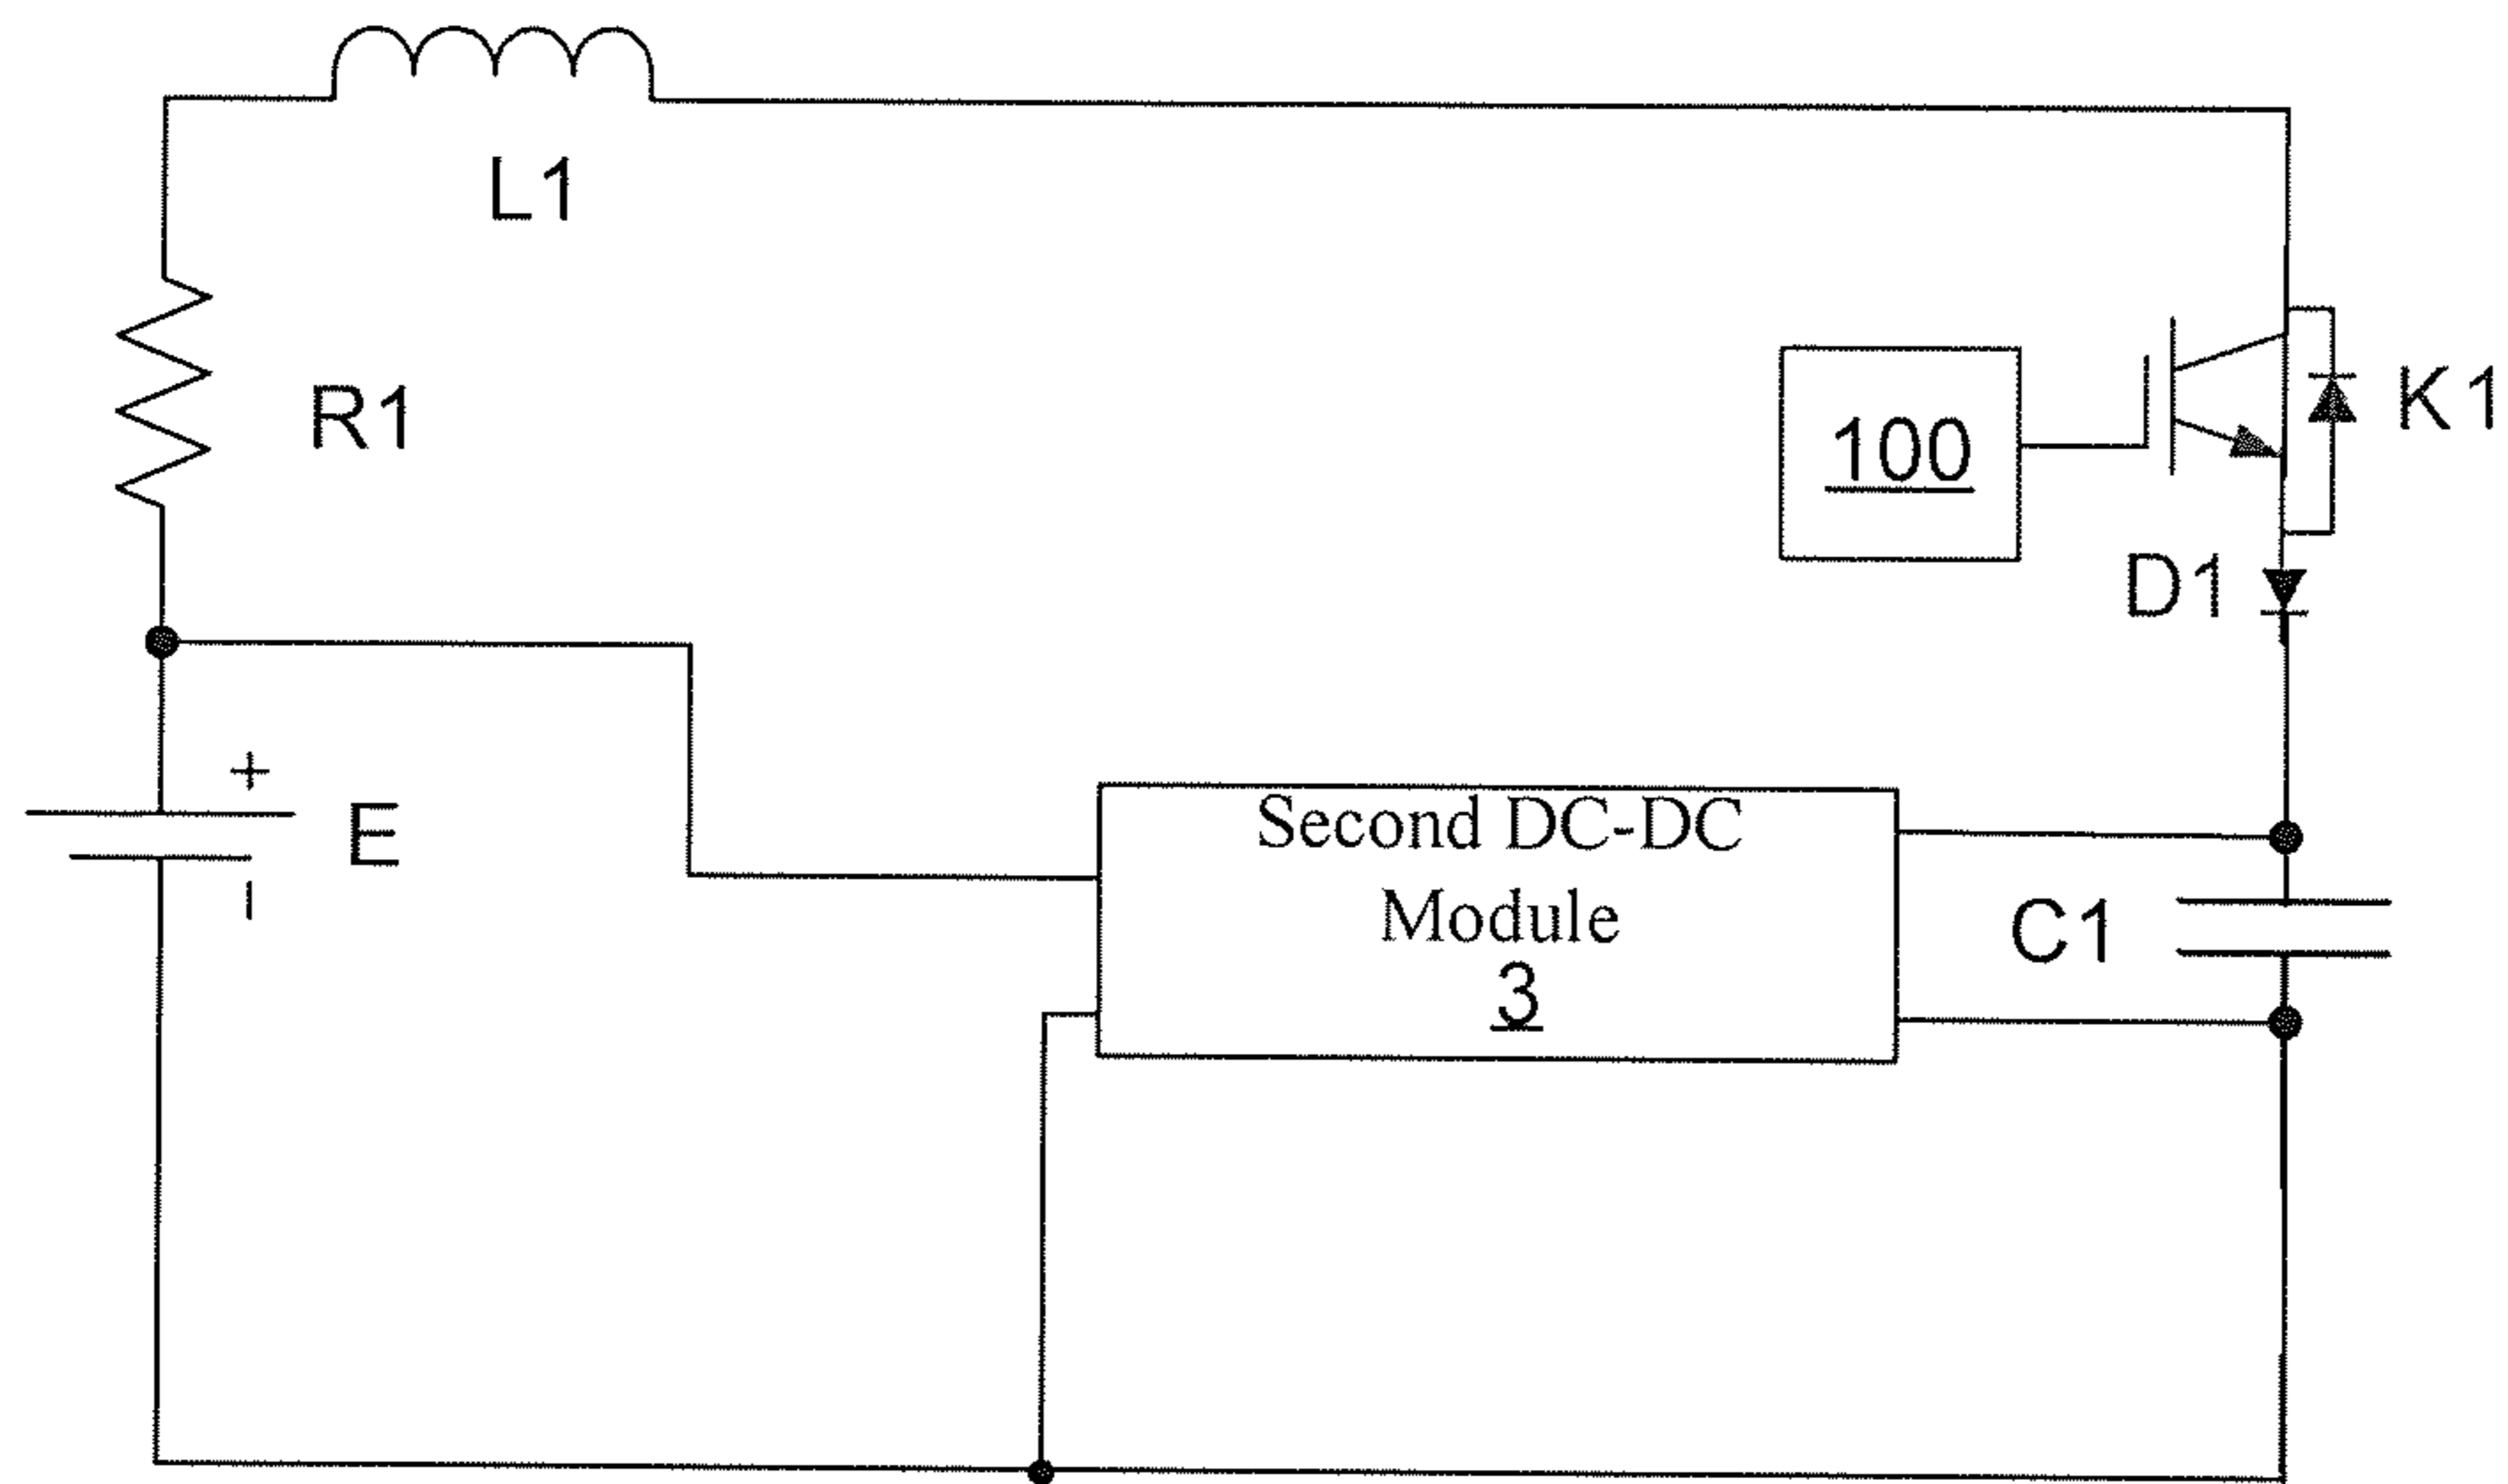 L1
R1
K1
100
D1
+
E
-
Second DC-DC
Module
3
C1